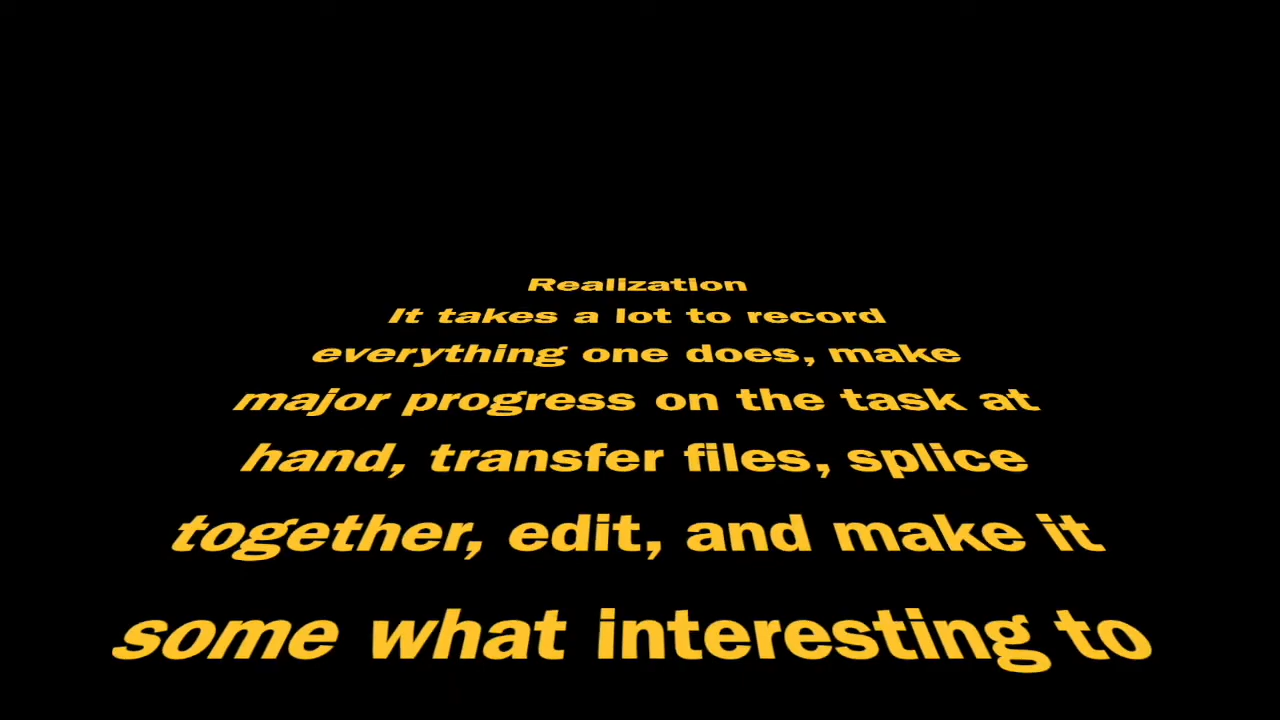 Realization
It takes a lot to record
everything one does, make
major progress on the task at
hand, transfer files, splice
together, edit, and make it
some what interesting to